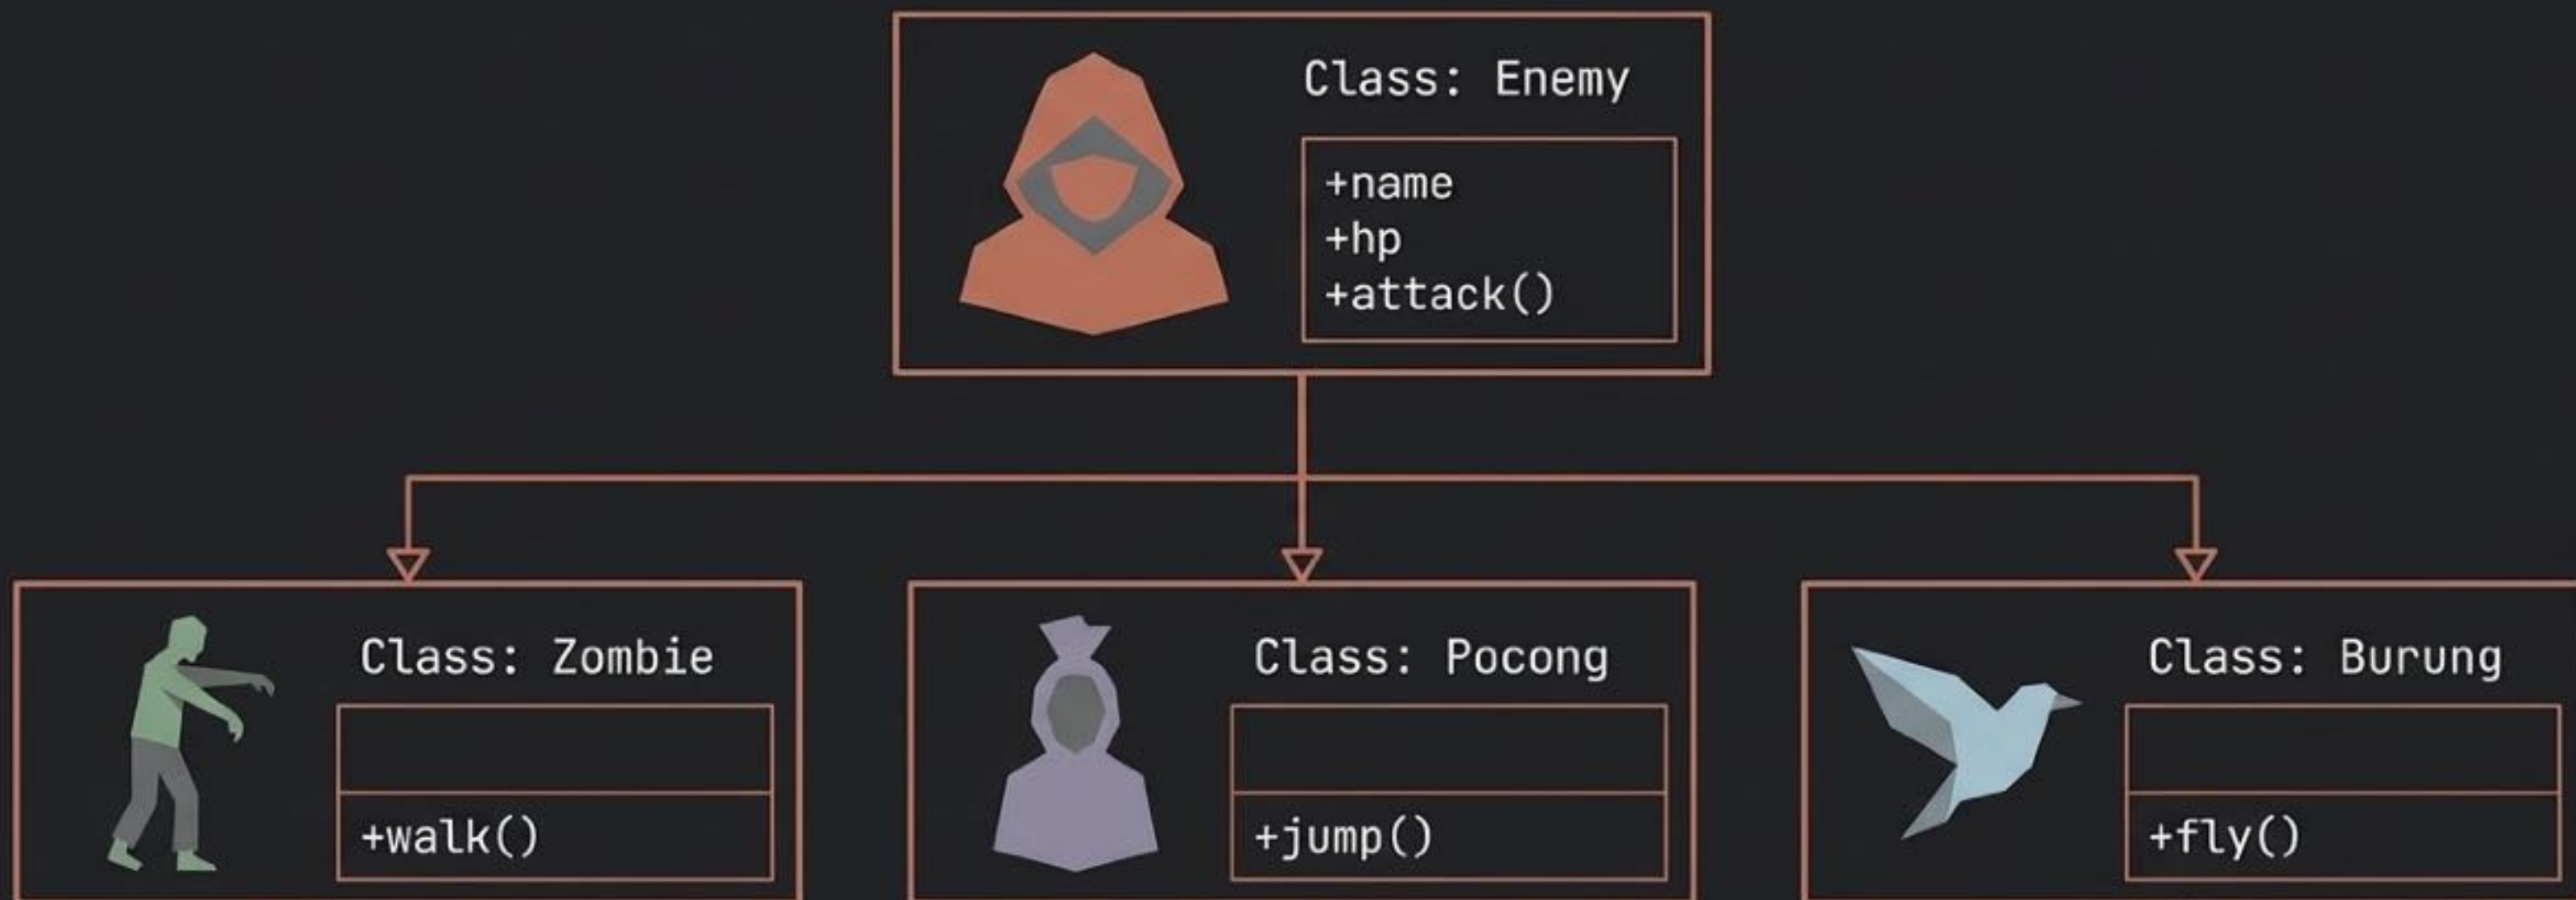 Class: Enemy
+name
+hp
+attack()
Class: Zombie
+walk()
Class: Pocong
+jump()
Class: Burung
+fly()